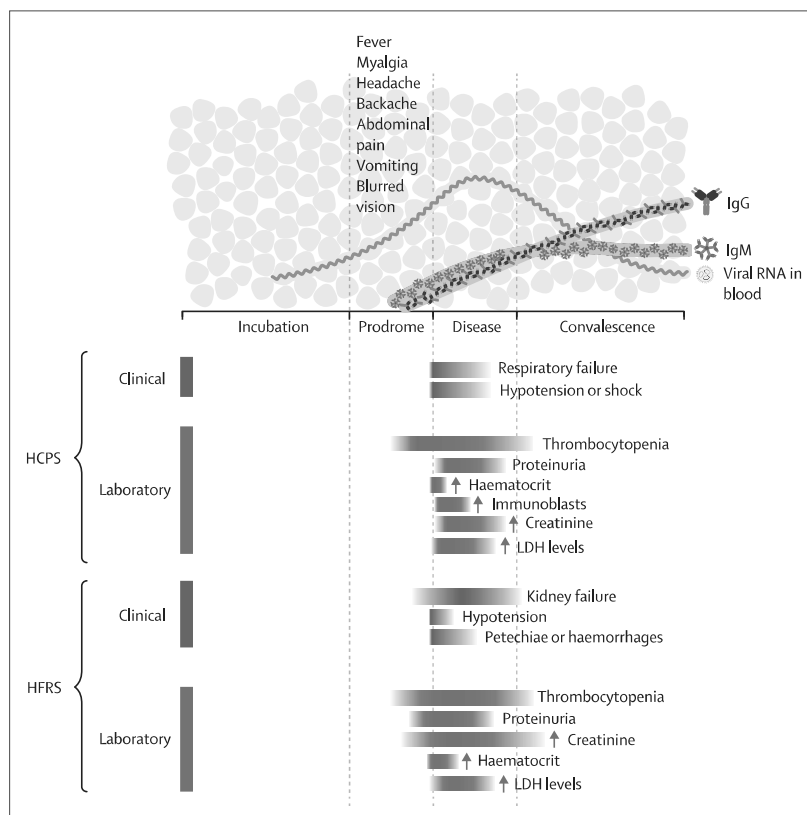 Fever
Myalgia
Headache
Backache
Abdominal
pain
Vomiting
Blurred
vision
IgG
IgM
Viral RNA in
blood
Incubation
Prodrome
Disease
Convalescence
HCPS
Clinical
Respiratory failure
Hypotension or shock
Laboratory
Thrombocytopenia
Proteinuria
↑ Haematocrit
↑ Immunoblasts
↑ Creatinine
↑ LDH levels
HFRS
Clinical
Kidney failure
Hypotension
Petechiae or haemorrhages
Laboratory
Thrombocytopenia
Proteinuria
↑ Creatinine
↑ Haematocrit
↑ LDH levels